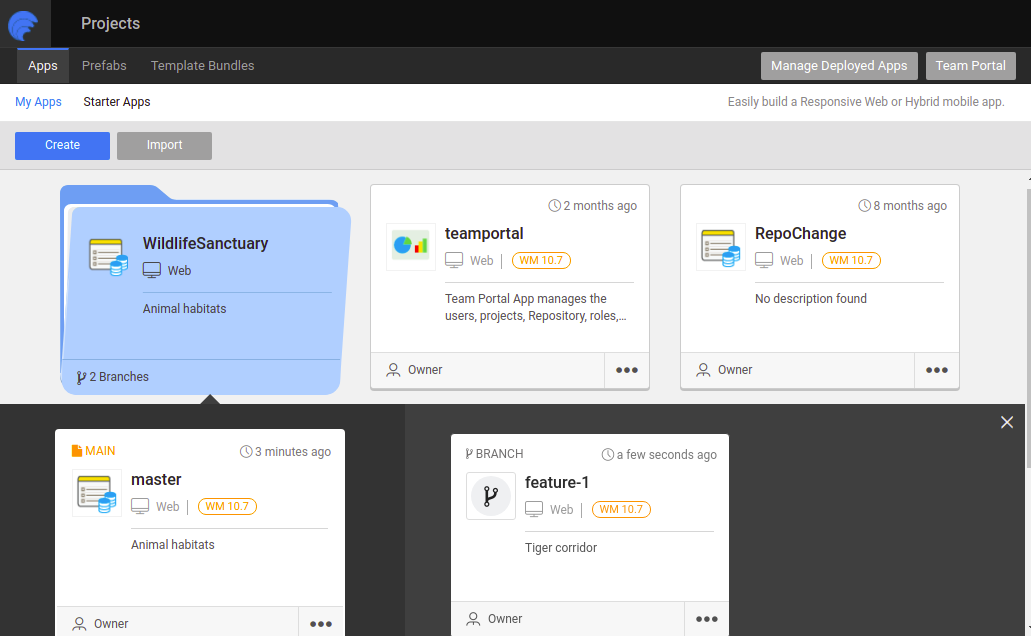 Projects
Apps Prefabs Template Bundles Manage Deployed Apps Team Portal
My Apps Starter Apps Easily build a Responsive Web or Hybrid mobile app.
Create Import
WildlifeSanctuary
Web
Animal habitats
2 Branches
2 months ago
teamportal
Web WM 10.7
Team Portal App manages the
users, projects, Repository, roles,...
Owner
8 months ago
RepoChange
Web WM 10.7
No description found
Owner
MAIN 3 minutes ago
master
Web WM 10.7
Animal habitats
Owner
BRANCH a few seconds ago
feature-1
Web WM 10.7
Tiger corridor
Owner